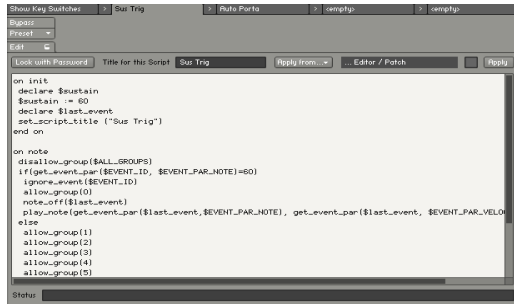 Show Key Switches > Sus Trig > Auto Porta > <empty> > <empty>
Bypass
Preset
Edit
Lock with Password Title for this Script Sus Trig Apply from... ... Editor / Patch Apply
on init
declare $sustain
$sustain := 60
declare $last_event
set_script_title ("Sus Trig")
end on
on note
disallow_group($ALL_GROUPS)
if(get_event_par($EVENT_ID, $EVENT_PAR_NOTE)=60)
ignore_event($EVENT_ID)
allow_group(0)
note_off($last_event)
play_note(get_event_par($last_event,$EVENT_PAR_NOTE), get_event_par($last_event, $EVENT_PAR_VELO
else
allow_group(1)
allow_group(2)
allow_group(3)
allow_group(4)
allow_group(5)
Status